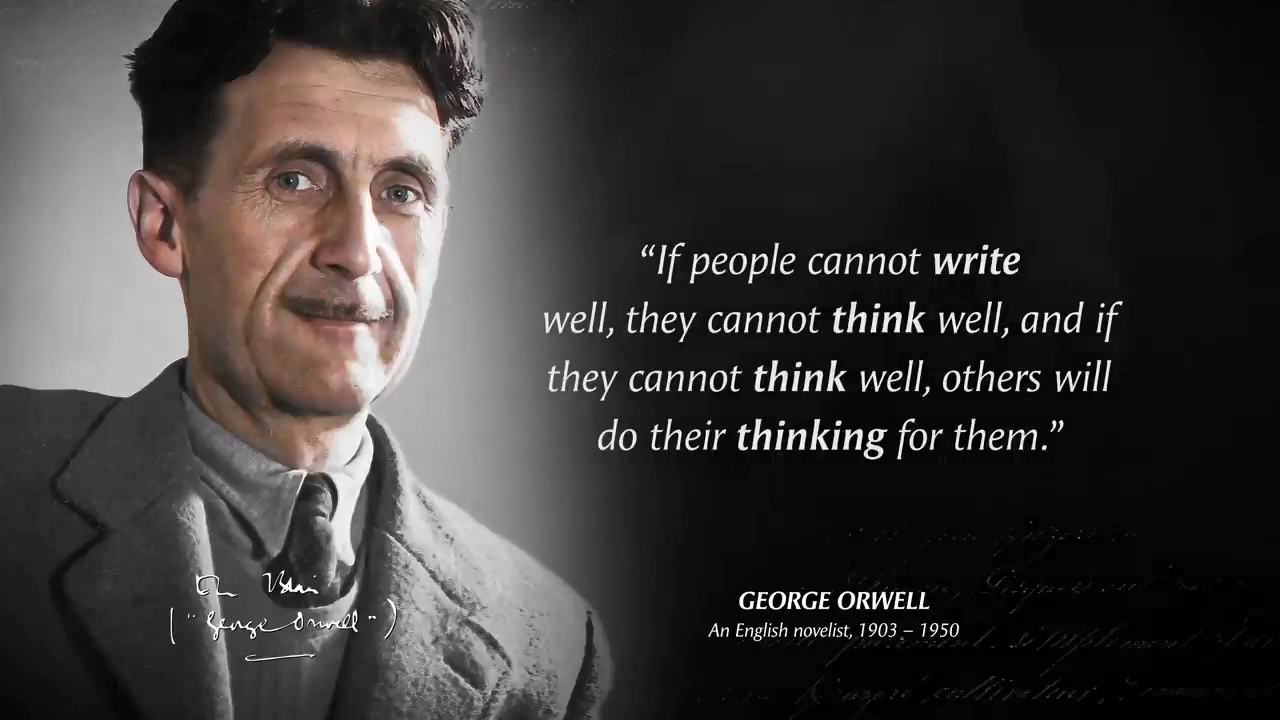 “If people cannot write
well, they cannot think well, and if
they cannot think well, others will
do their thinking for them.”
Blair
("George Orwell")
GEORGE ORWELL
An English novelist, 1903 – 1950